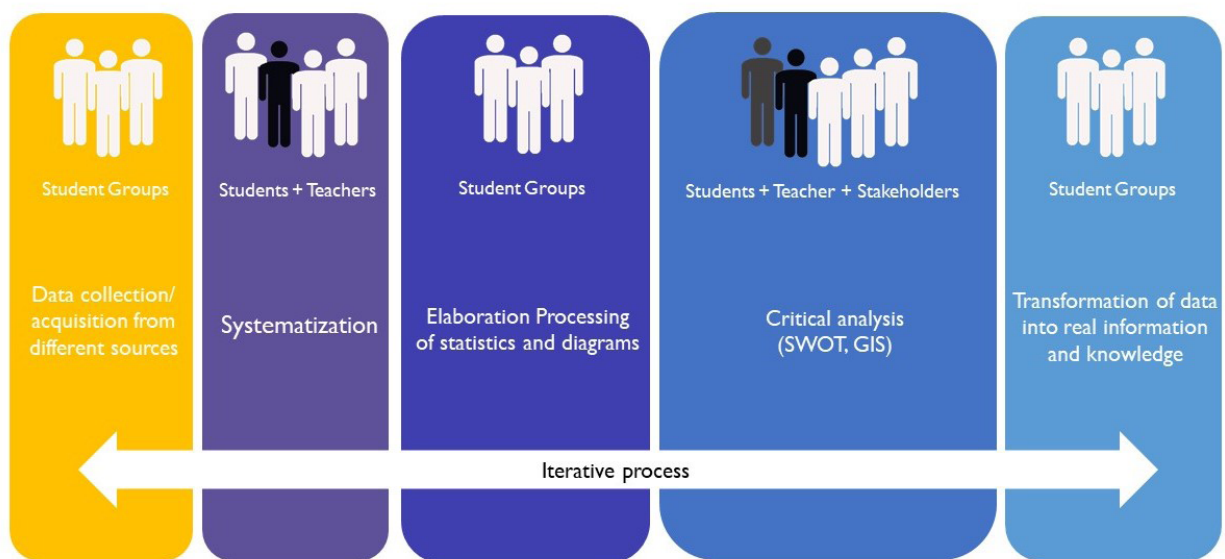 Student Groups
Data collection/
acquisition from
different sources
Students + Teachers
Systematization
Student Groups
Elaboration Processing
of statistics and diagrams
Students + Teacher + Stakeholders
Critical analysis
(SWOT, GIS)
Student Groups
Transformation of data
into real information
and knowledge
Iterative process